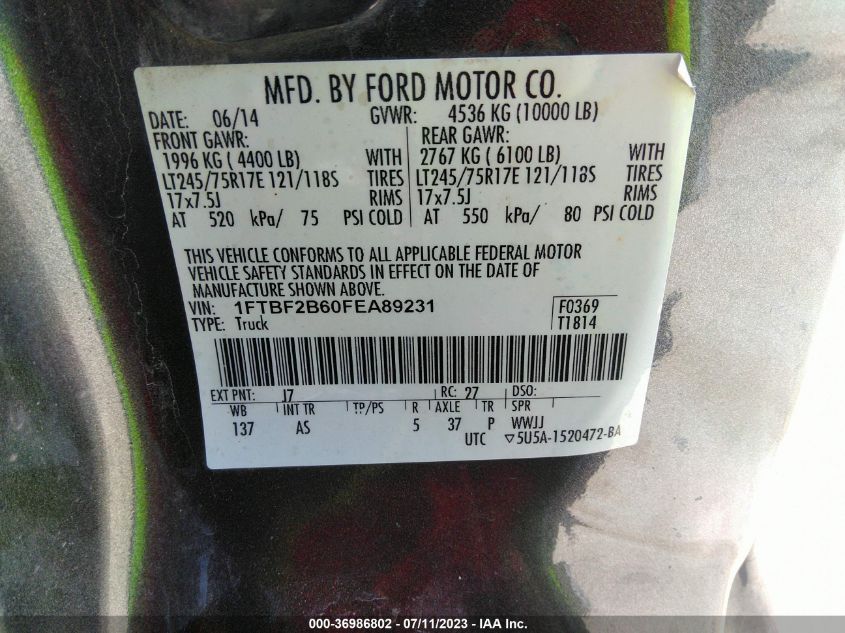 MFD. BY FORD MOTOR CO.
DATE: 06/14 GVWR: 4536 KG (10000 LB)
FRONT GAWR: REAR GAWR:
1996 KG ( 4400 LB) WITH 2767 KG ( 6100 LB) WITH
LT245/75R17E 121/118S TIRES LT245/75R17E 121/118S TIRES
17x7.5J RIMS 17x7.5J RIMS
AT 520 kPa/ 75 PSI COLD AT 550 kPa/ 80 PSI COLD
THIS VEHICLE CONFORMS TO ALL APPLICABLE FEDERAL MOTOR
VEHICLE SAFETY STANDARDS IN EFFECT ON THE DATE OF
MANUFACTURE SHOWN ABOVE.
VIN: 1FTBF2B60FEA89231 F0369
TYPE: Truck T1814
EXT PNT: J7 RC: 27 DSO:
WB INT TR TP/PS R AXLE TR SPR
137 AS 5 37 P WWJJ
UTC ▽5U5A-1520472-BA
000-36986802 - 07/11/2023 - IAA Inc.